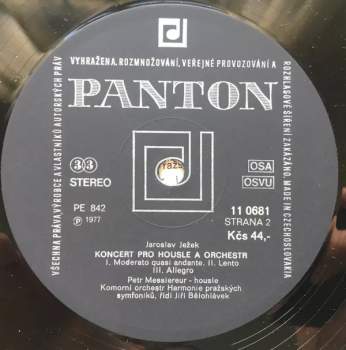 VŠECHNA PRÁVA VÝROBCE A VLASTNÍKŮ AUTORSKÝCH PRÁV VYHRAŽENA. ROZMNOŽOVÁNÍ, VEŘEJNÉ PROVOZOVÁNÍ A ROZHLASOVÉ ŠÍŘENÍ ZAKÁZÁNO. MADE IN CZECHOSLOVAKIA
PANTON
33
STEREO
PE 842
Ⓟ 1977
OSA
OSVU
11 0681
STRANA 2
Kčs 44,-
Jaroslav Ježek
KONCERT PRO HOUSLE A ORCHESTR
I. Moderato quasi andante. II. Lento
III. Allegro
Petr Messiereur - housle
Komorní orchestr Harmonie pražských
symfoniků, řídí Jiří Bělohlávek